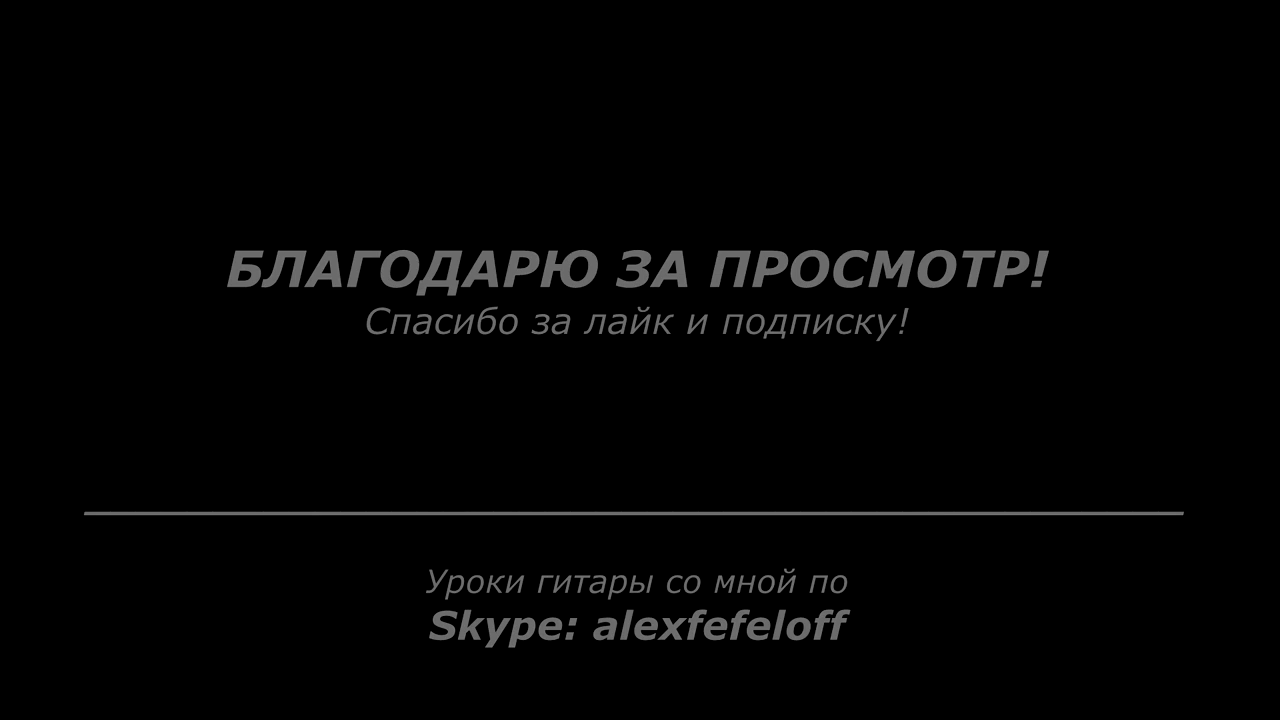 БЛАГОДАРЮ ЗА ПРОСМОТР!
Спасибо за лайк и подписку!
Уроки гитары со мной по
Skype: alexfefeloff